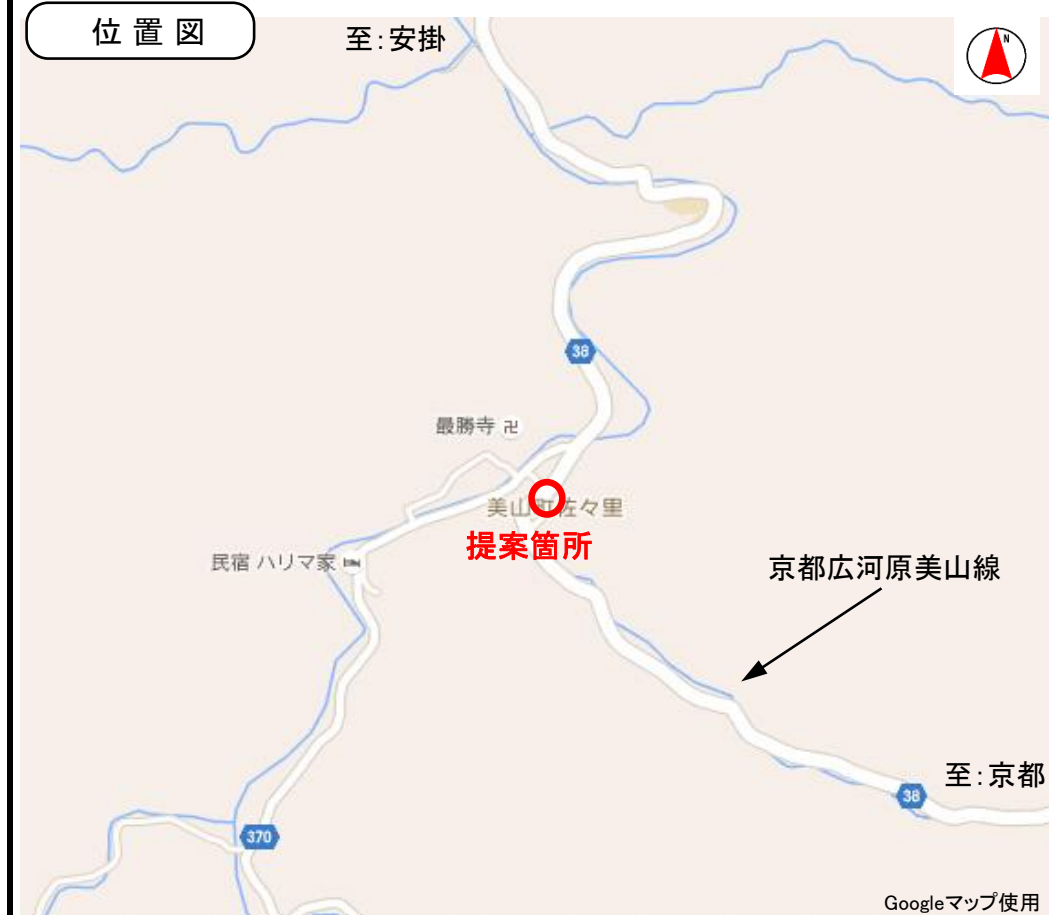 位置図
至:安掛
N
38
最勝寺 卍
美山町佐々里
提案箇所
民宿 ハリマ家
京都広河原美山線
至:京都
38
370
Googleマップ使用